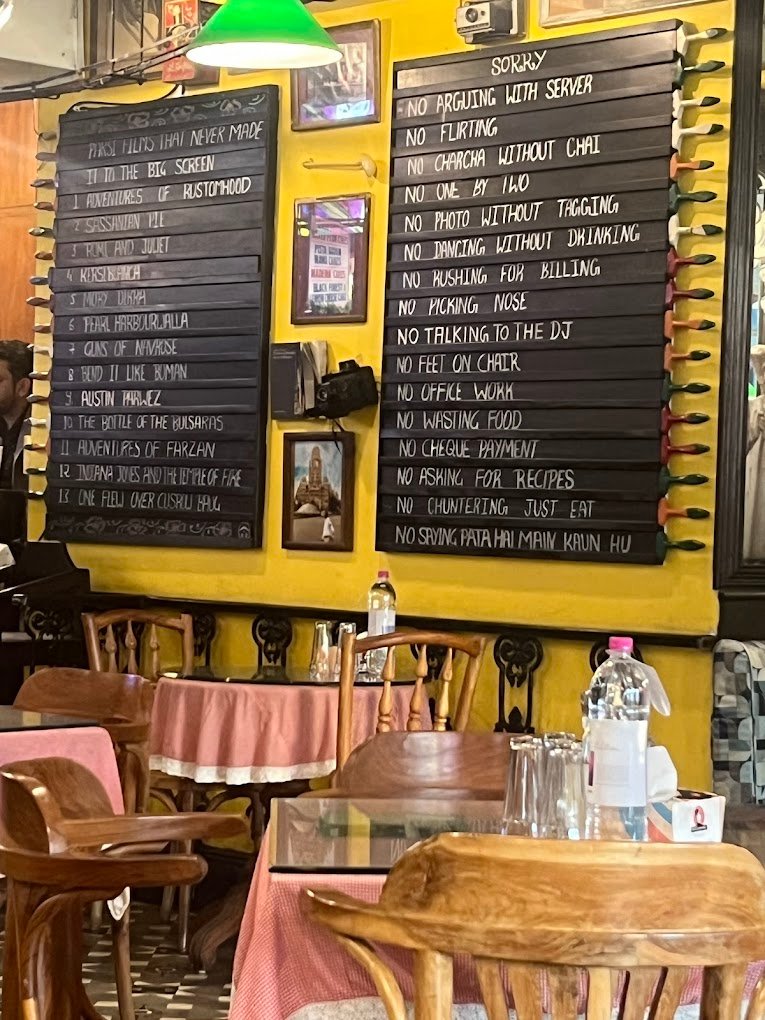 PARSI FILMS THAT NEVER MADE
IT TO THE BIG SCREEN
1 ADVENTURES OF RUSTOMHOOD
2 SASSANIAN PIE
3 ROMI AND JULIET
4 KERSIBLANCA
5 MORY DIKRA
6 PEARL HARBOURWALLA
7 GUNS OF NAVROSE
8 BEND IT LIKE BOMAN
9 AUSTIN PARWEZ
10 THE BOTTLE OF THE BULSARAS
11 ADVENTURES OF FARZAN
12 INDIANA JONES AND THE TEMPLE OF FIRE
13 ONE FLEW OVER CUSROW BAUG
SORRY
NO ARGUING WITH SERVER
NO FLIRTING
NO CHARCHA WITHOUT CHAI
NO ONE BY TWO
NO PHOTO WITHOUT TAGGING
NO DANCING WITHOUT DRINKING
NO RUSHING FOR BILLING
NO PICKING NOSE
NO TALKING TO THE DJ
NO FEET ON CHAIR
NO OFFICE WORK
NO WASTING FOOD
NO CHEQUE PAYMENT
NO ASKING FOR RECIPES
NO CHUNTERING JUST EAT
NO SAYING PATA HAI MAIN KAUN HU